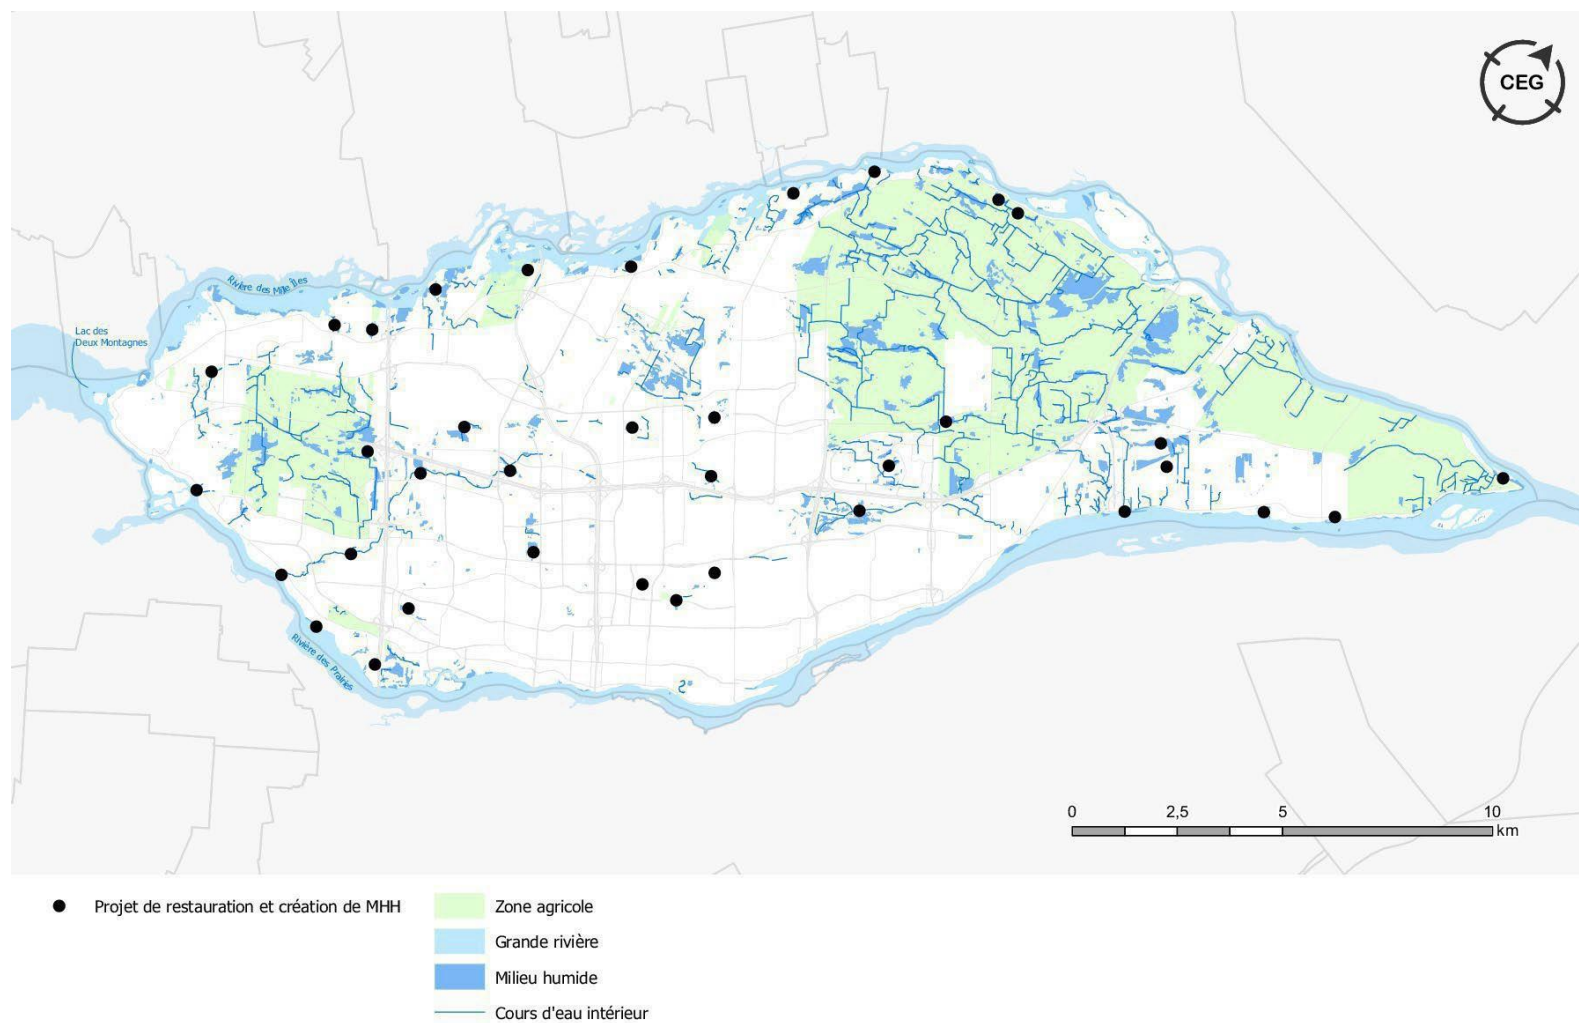 CEG
Rivière des Mille Îles
Lac des
Deux Montagnes
Rivière des Prairies
0 2,5 5 10
km
Projet de restauration et création de MHH
Zone agricole
Grande rivière
Milieu humide
Cours d'eau intérieur